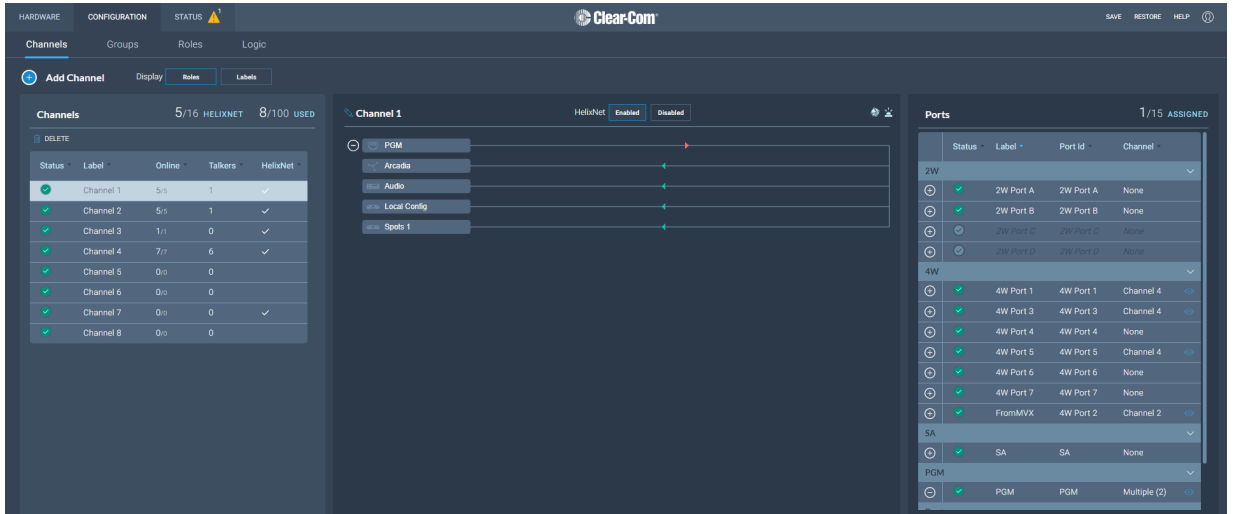 HARDWARE CONFIGURATION STATUS 1 Clear-Com SAVE RESTORE HELP
Channels Groups Roles Logic
Add Channel Display Roles Labels
Channels 5/16 HELIXNET 8/100 USED
DELETE
Status Label Online Talkers HelixNet
Channel 1 5/5 1
Channel 2 5/5 1
Channel 3 1/1 0
Channel 4 7/7 6
Channel 5 0/0 0
Channel 6 0/0 0
Channel 7 0/0 0
Channel 8 0/0 0
Channel 1 HelixNet Enabled Disabled
PGM
Arcadia
Audio
Local Config
Spots 1
Ports 1/15 ASSIGNED
Status Label Port Id Channel
2W
2W Port A 2W Port A None
2W Port B 2W Port B None
2W Port C 2W Port C None
2W Port D 2W Port D None
4W
4W Port 1 4W Port 1 Channel 4
4W Port 3 4W Port 3 Channel 4
4W Port 4 4W Port 4 None
4W Port 5 4W Port 5 Channel 4
4W Port 6 4W Port 6 None
4W Port 7 4W Port 7 None
FromMVX 4W Port 2 Channel 2
SA
SA SA None
PGM
PGM PGM Multiple (2)